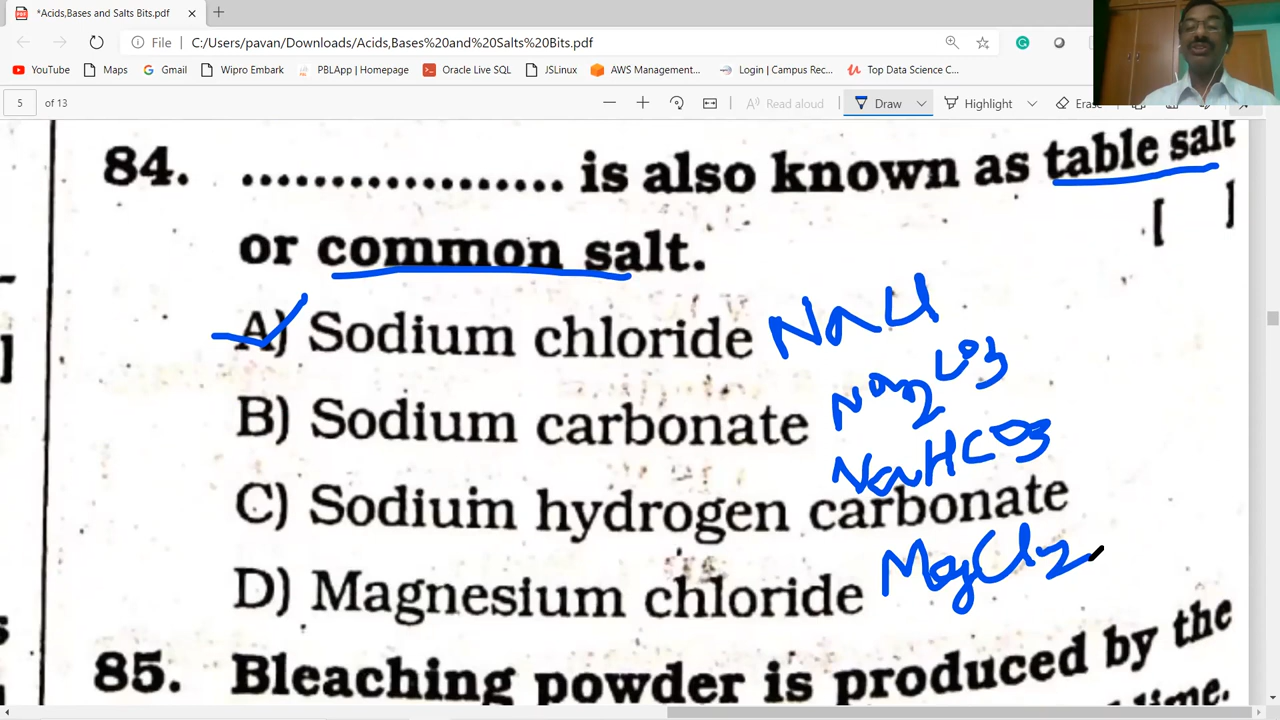 *Acids,Bases and Salts Bits.pdf
File C:/Users/pavan/Downloads/Acids,Bases%20and%20Salts%20Bits.pdf
YouTube Maps Gmail Wipro Embark PBLApp | Homepage Oracle Live SQL JSLinux AWS Management... Login | Campus Rec... Top Data Science C...
5 of 13 Read aloud Draw Highlight Erase
84. .................. is also known as table salt
or common salt. [ ]
A) Sodium chloride NaCl
B) Sodium carbonate Na2CO3
C) Sodium hydrogen carbonate NaHCO3
D) Magnesium chloride MgCl2
85. Bleaching powder is produced by the
lime.